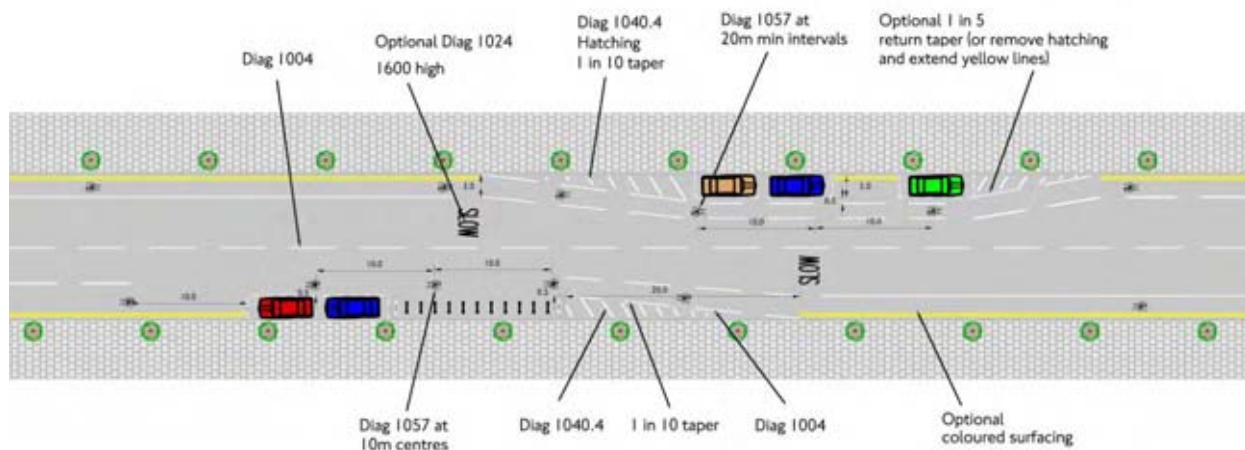 Diag 1004
Optional Diag 1024
1600 high
Diag 1040.4
Hatching
1 in 10 taper
Diag 1057 at
20m min intervals
Optional 1 in 5
return taper (or remove hatching
and extend yellow lines)
SLOW
SLOW
10.0
10.0
10.0
20.0
10.0
10.0
Diag 1057 at
10m centres
Diag 1040.4
1 in 10 taper
Diag 1004
Optional
coloured surfacing